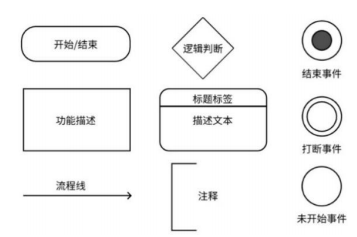 开始/结束
逻辑判断
结束事件
功能描述
标题标签
描述文本
打断事件
流程线
注释
未开始事件